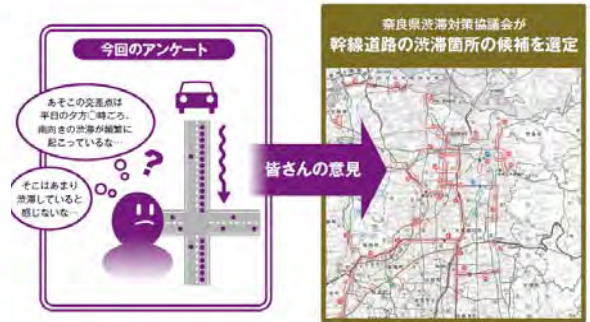 今回のアンケート
あそこの交差点は
平日の夕方○時ごろ、
南向きの渋滞が頻繁に
起こっているな…
?
そこはあまり
渋滞していると
感じないな…
皆さんの意見
奈良県渋滞対策協議会が
幹線道路の渋滞箇所の候補を選定